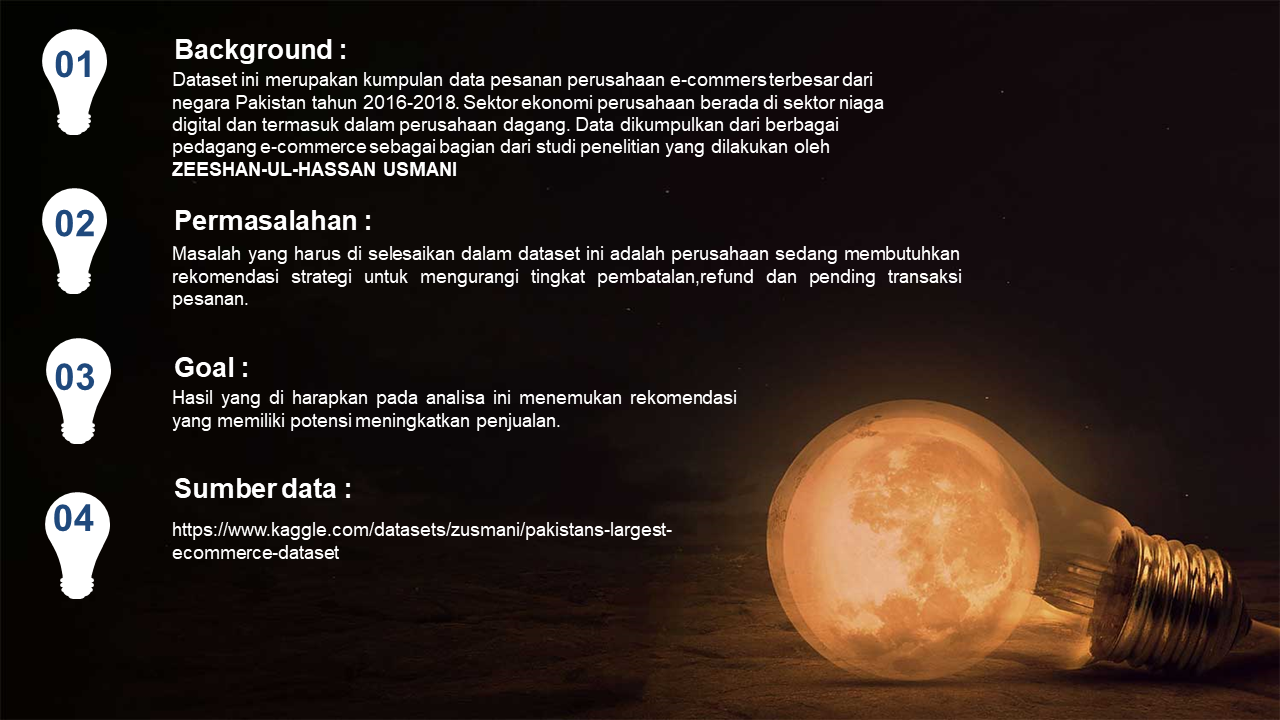 01
Background :
Dataset ini merupakan kumpulan data pesanan perusahaan e-commers terbesar dari
negara Pakistan tahun 2016-2018. Sektor ekonomi perusahaan berada di sektor niaga
digital dan termasuk dalam perusahaan dagang. Data dikumpulkan dari berbagai
pedagang e-commerce sebagai bagian dari studi penelitian yang dilakukan oleh
ZEESHAN-UL-HASSAN USMANI
02
Permasalahan :
Masalah yang harus di selesaikan dalam dataset ini adalah perusahaan sedang membutuhkan
rekomendasi strategi untuk mengurangi tingkat pembatalan,refund dan pending transaksi
pesanan.
03
Goal :
Hasil yang di harapkan pada analisa ini menemukan rekomendasi
yang memiliki potensi meningkatkan penjualan.
04
Sumber data :
https://www.kaggle.com/datasets/zusmani/pakistans-largest-
ecommerce-dataset